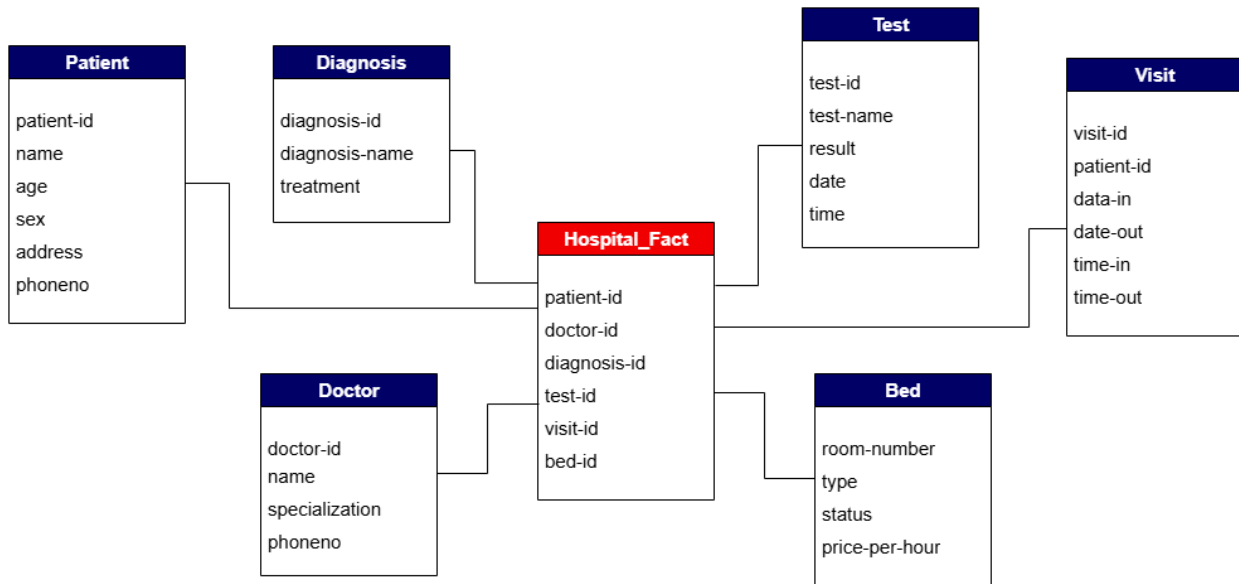 Patient
patient-id
name
age
sex
address
phoneno
Diagnosis
diagnosis-id
diagnosis-name
treatment
Test
test-id
test-name
result
date
time
Visit
visit-id
patient-id
data-in
date-out
time-in
time-out
Hospital_Fact
patient-id
doctor-id
diagnosis-id
test-id
visit-id
bed-id
Doctor
doctor-id
name
specialization
phoneno
Bed
room-number
type
status
price-per-hour